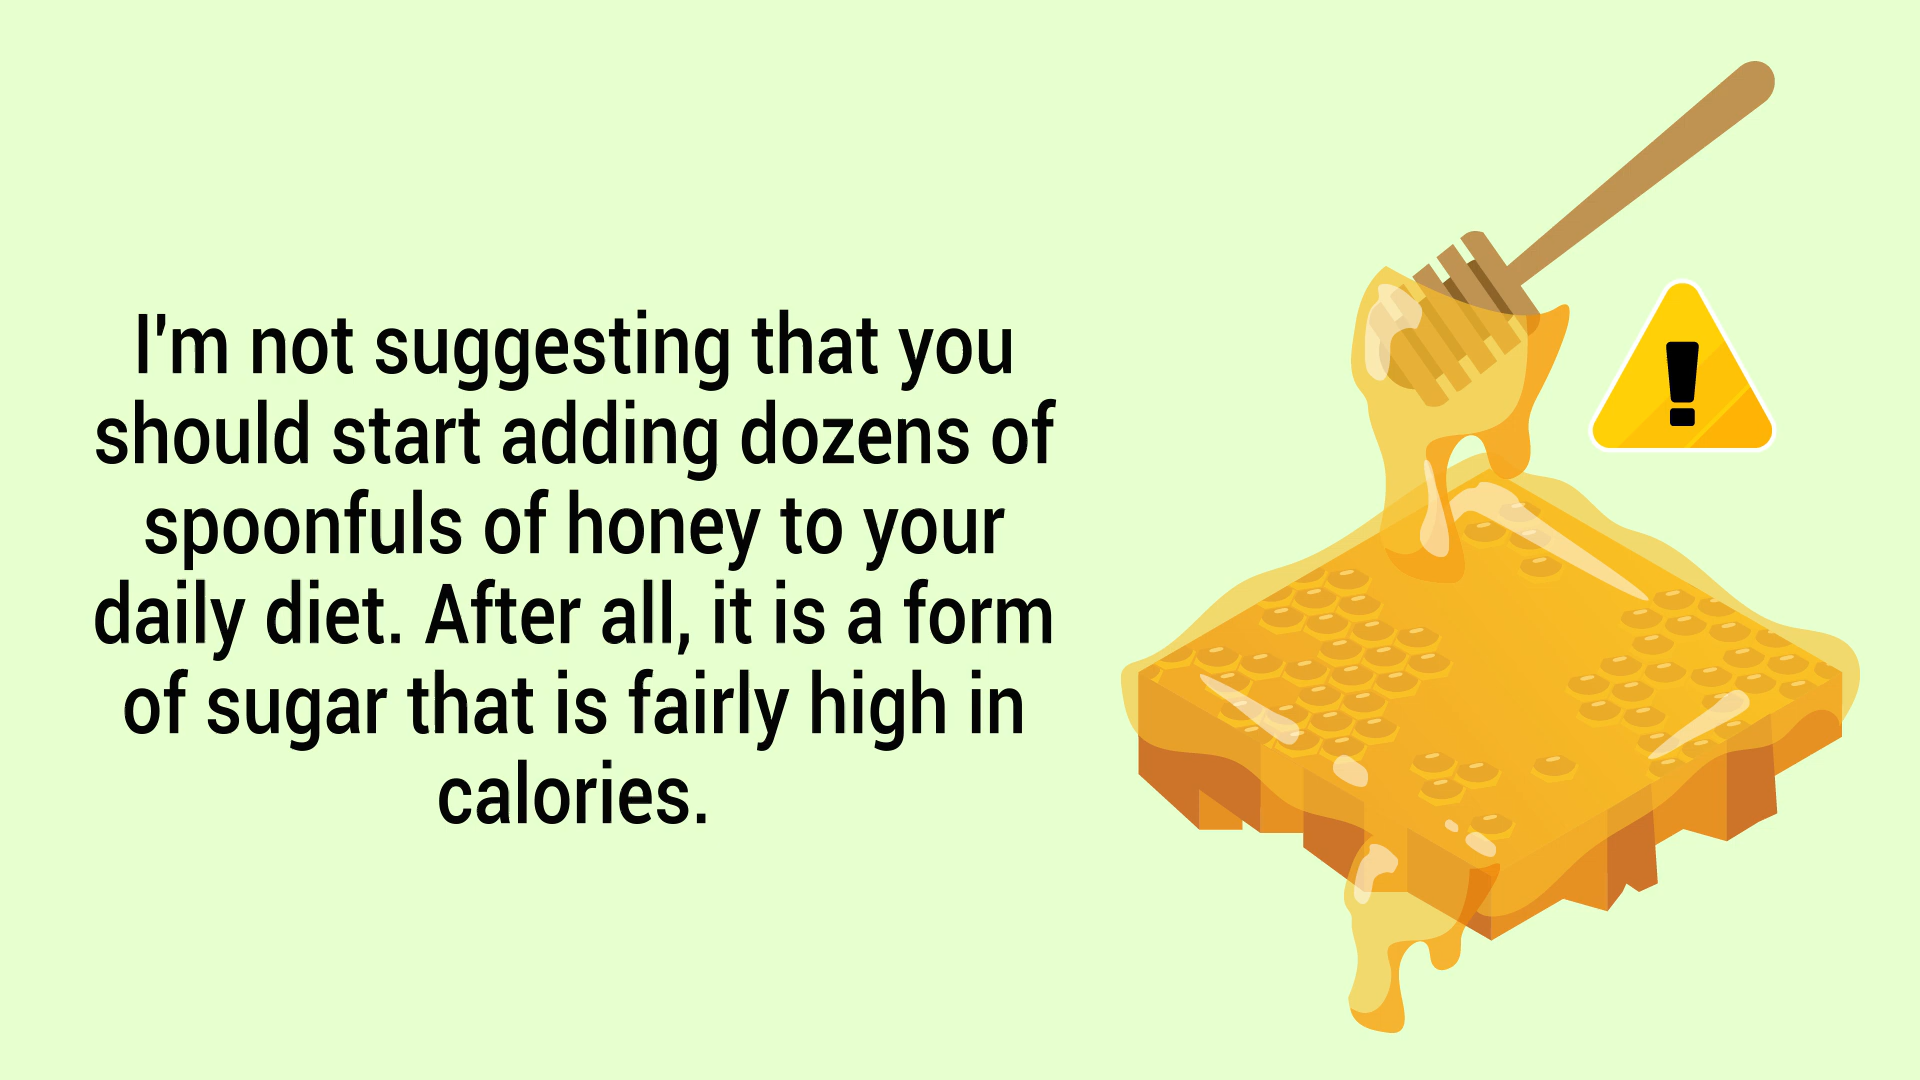 I'm not suggesting that you
should start adding dozens of
spoonfuls of honey to your
daily diet. After all, it is a form
of sugar that is fairly high in
calories.